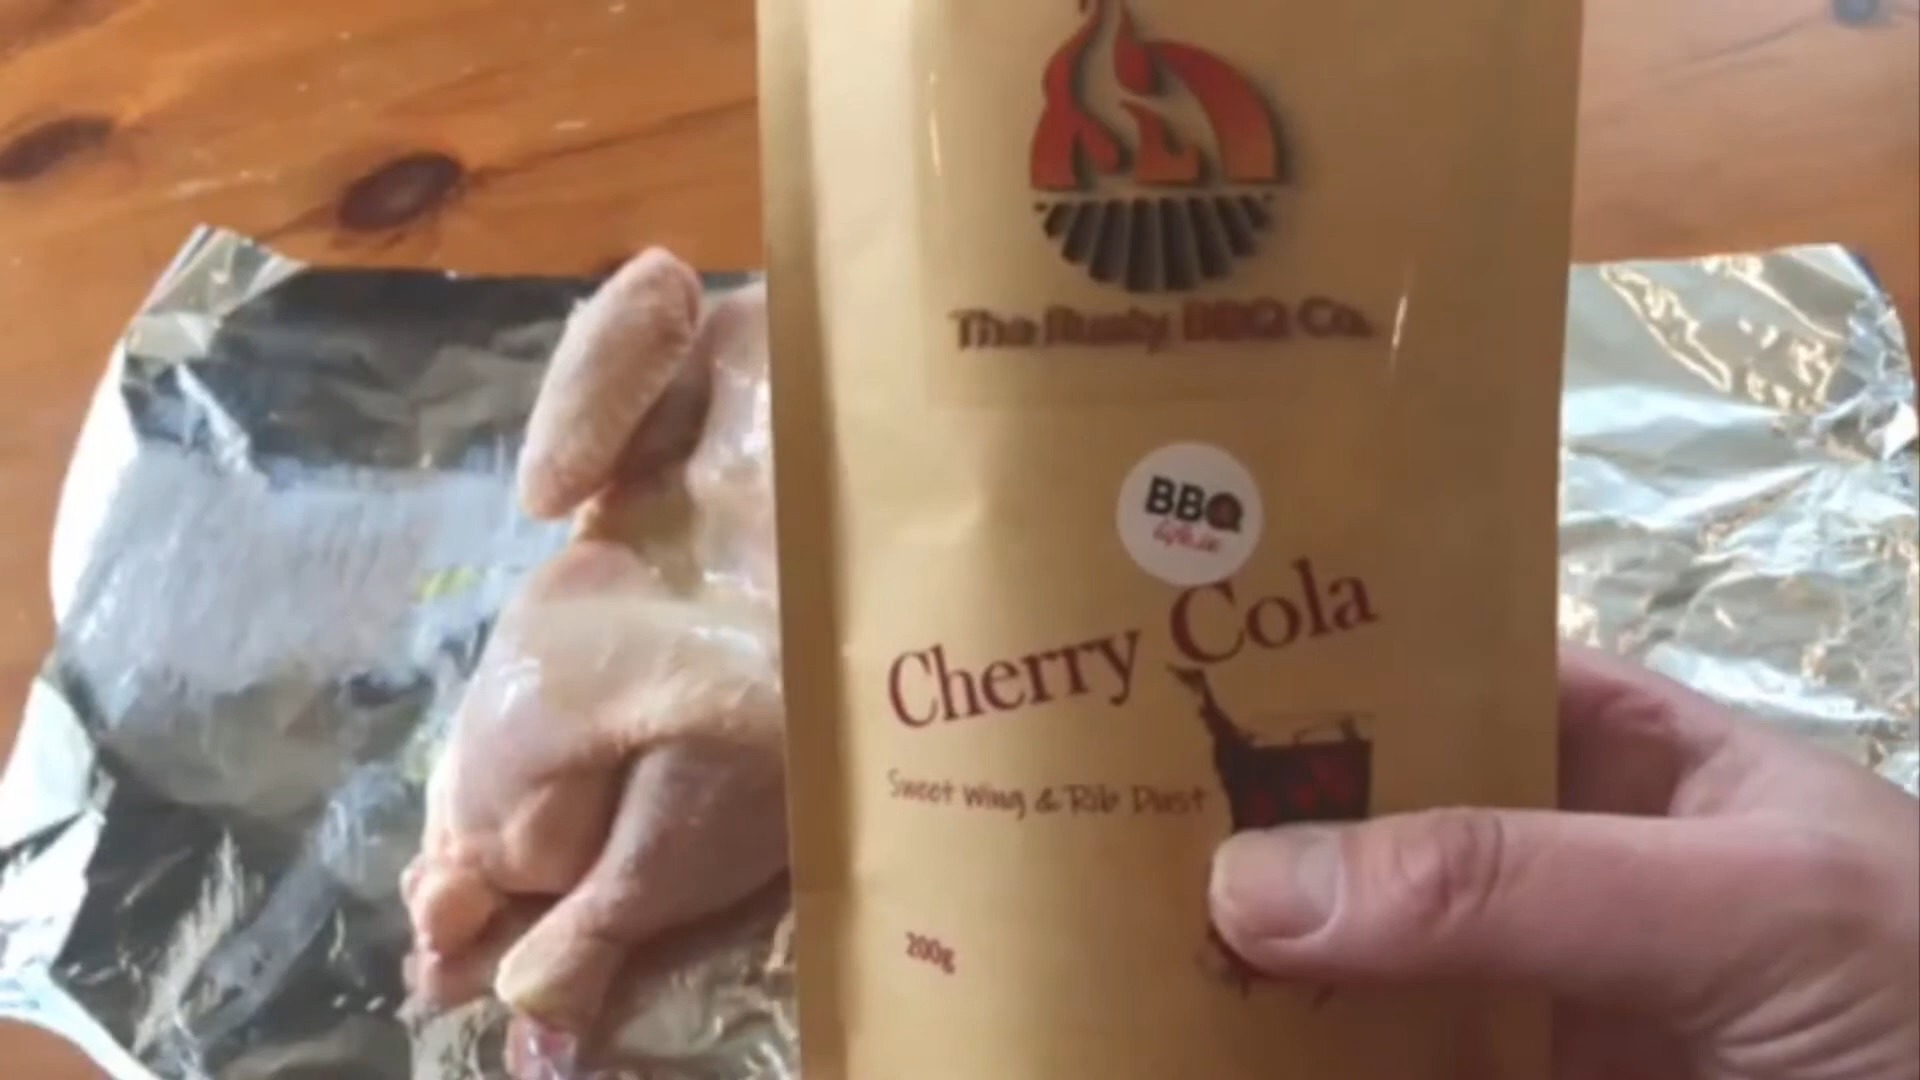 The Rusty BBQ Co.
BBQ
Cherry Cola
Sweet Wing & Rib Dust
200g